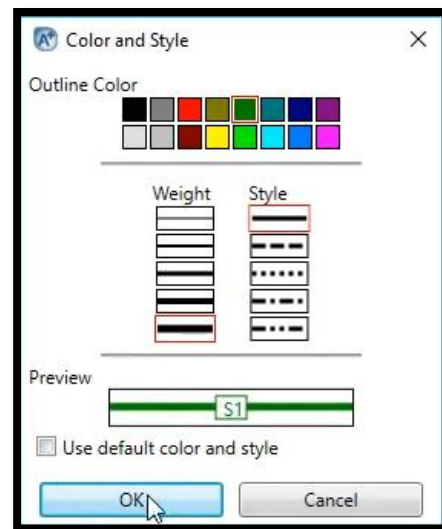 A+ Color and Style
Outline Color
Weight Style
Preview
S1
Use default color and style
OK Cancel